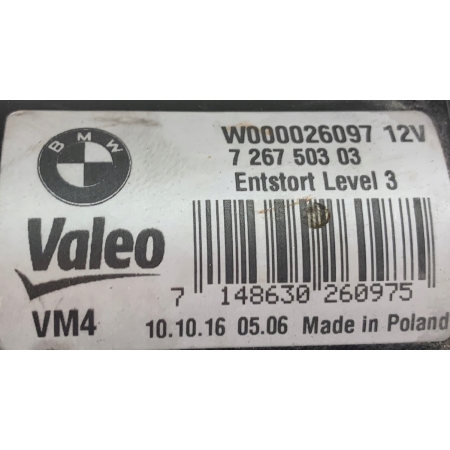 BMW
W000026097 12V
7 267 503 03
Entstort Level 3
Valeo
7 148630 260975
VM4 10.10.16 05.06 Made in Poland